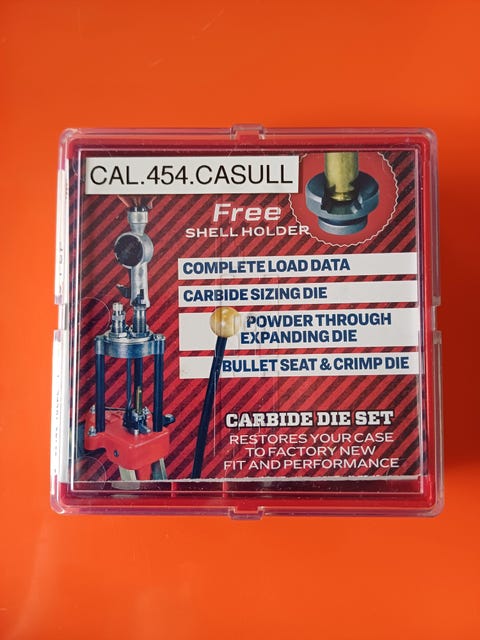 CAL.454.CASULL
Free
SHELL HOLDER
COMPLETE LOAD DATA
CARBIDE SIZING DIE
POWDER THROUGH
EXPANDING DIE
BULLET SEAT & CRIMP DIE
CARBIDE DIE SET
RESTORES YOUR CASE
TO FACTORY NEW
FIT AND PERFORMANCE